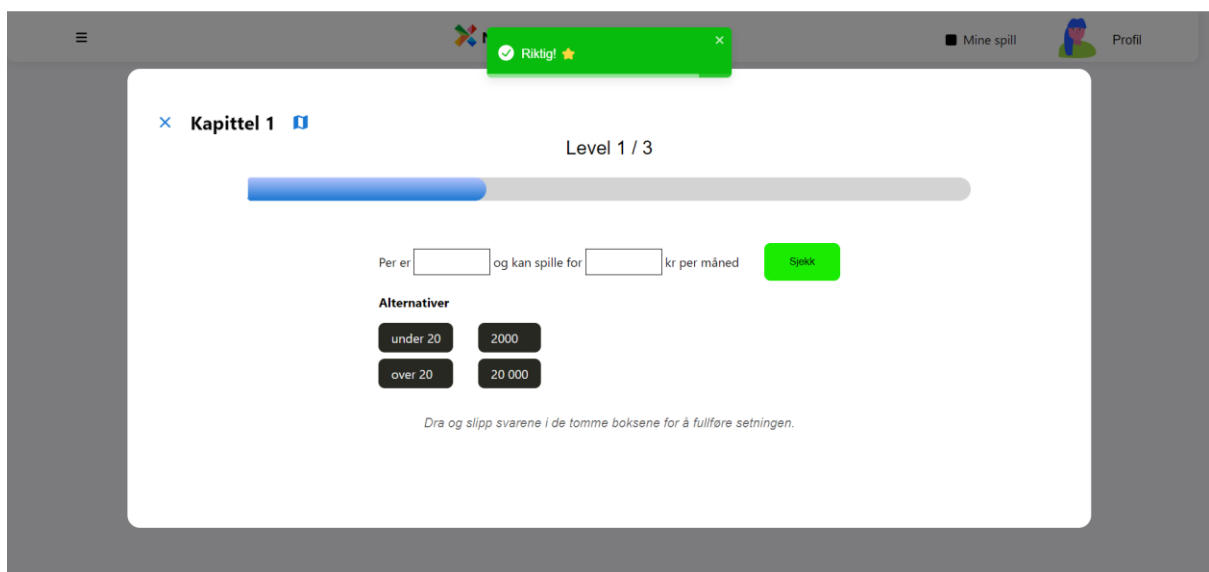 Riktig!
Mine spill
Profil
Kapittel 1
Level 1 / 3
Per er og kan spille for kr per måned Sjekk
Alternativer
under 20 2000
over 20 20 000
Dra og slipp svarene i de tomme boksene for å fullføre setningen.